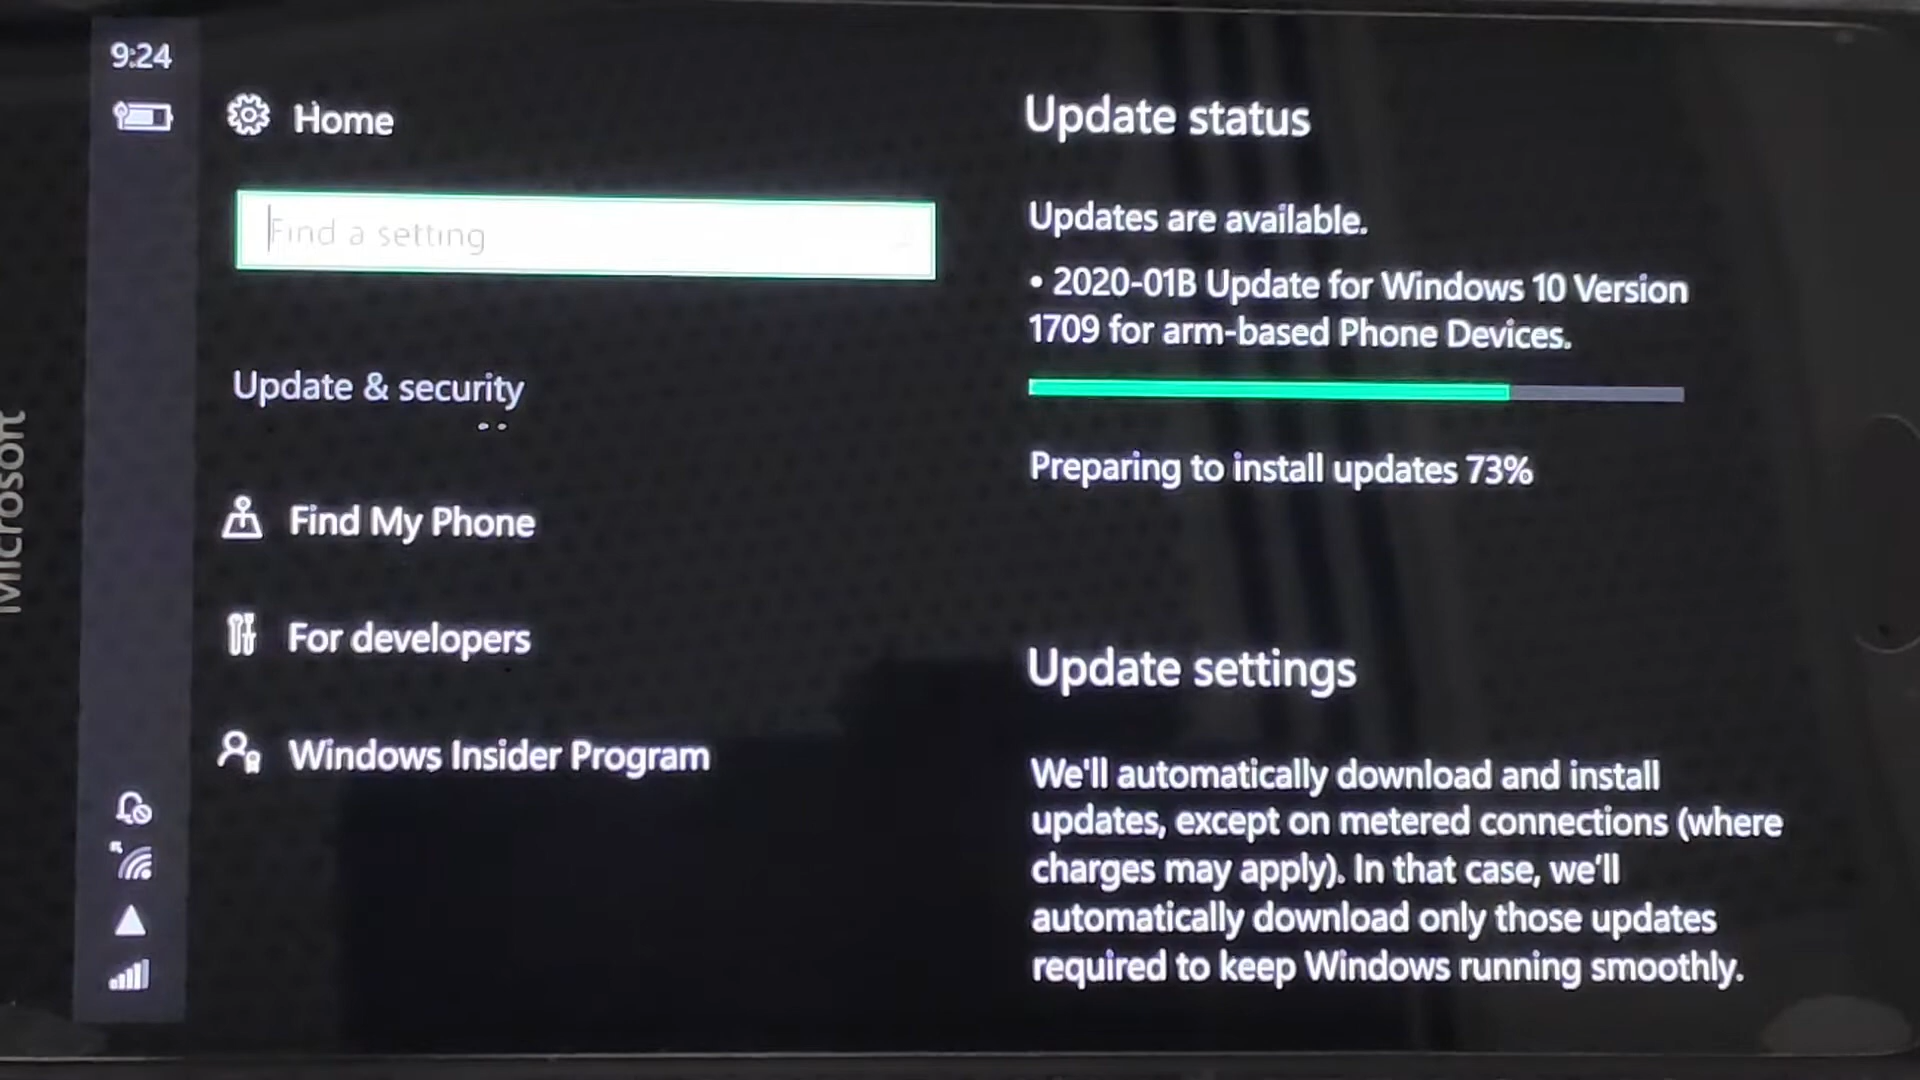 Microsoft
9:24
Home
Find a setting
Update & security
Find My Phone
For developers
Windows Insider Program
Update status
Updates are available.
• 2020-01B Update for Windows 10 Version
1709 for arm-based Phone Devices.
Preparing to install updates 73%
Update settings
We'll automatically download and install
updates, except on metered connections (where
charges may apply). In that case, we'll
automatically download only those updates
required to keep Windows running smoothly.